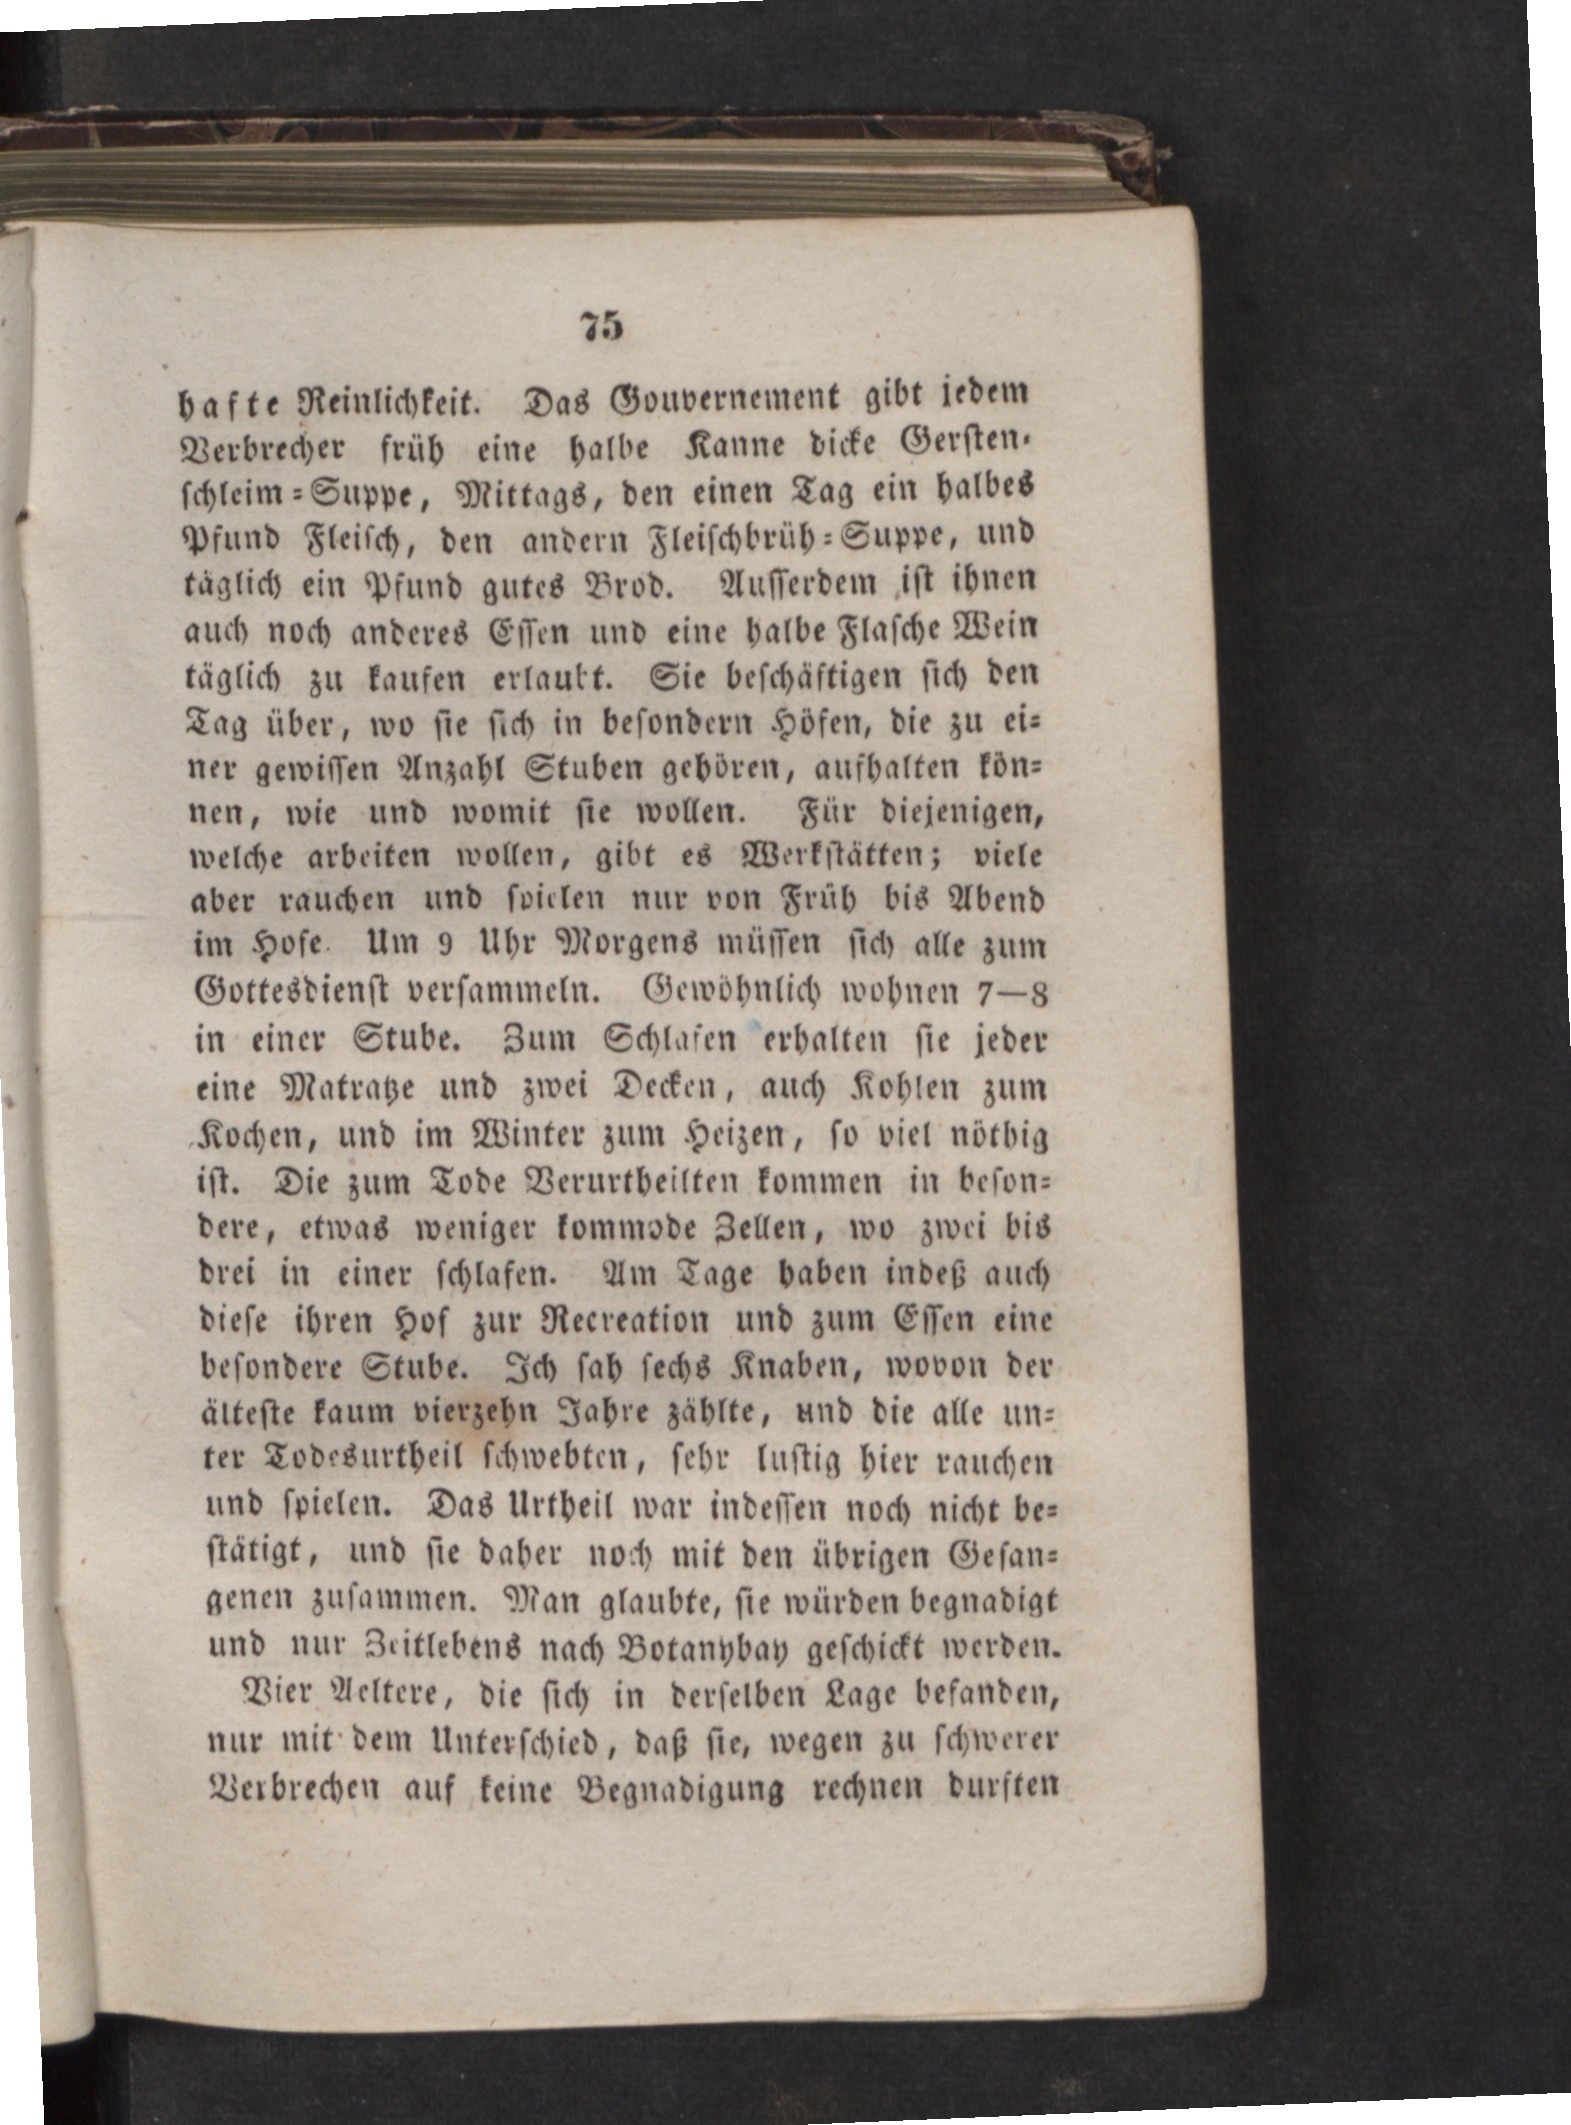 75
hafte Reinlichkeit. Das Gouvernement gibt jedem
Verbrecher früh eine halbe Kanne dicke Gersten-
schleim-Suppe, Mittags, den einen Tag ein halbes
Pfund Fleisch, den andern Fleischbrüh-Suppe, und
täglich ein Pfund gutes Brod. Ausserdem ist ihnen
auch noch anderes Essen und eine halbe Flasche Wein
täglich zu kaufen erlaubt. Sie beschäftigen sich den
Tag über, wo sie sich in besondern Höfen, die zu ei-
ner gewissen Anzahl Stuben gehören, aufhalten kön-
nen, wie und womit sie wollen. Für diejenigen,
welche arbeiten wollen, gibt es Werkstätten; viele
aber rauchen und spielen nur von Früh bis Abend
im Hofe. Um 9 Uhr Morgens müssen sich alle zum
Gottesdienst versammeln. Gewöhnlich wohnen 7—8
in einer Stube. Zum Schlafen erhalten sie jeder
eine Matratze und zwei Decken, auch Kohlen zum
Kochen, und im Winter zum Heizen, so viel nöthig
ist. Die zum Tode Verurtheilten kommen in beson-
dere, etwas weniger kommode Zellen, wo zwei bis
drei in einer schlafen. Am Tage haben indeß auch
diese ihren Hof zur Recreation und zum Essen eine
besondere Stube. Ich sah sechs Knaben, wovon der
älteste kaum vierzehn Jahre zählte, und die alle un-
ter Todesurtheil schwebten, sehr lustig hier rauchen
und spielen. Das Urtheil war indessen noch nicht be-
stätigt, und sie daher noch mit den übrigen Gefan-
genen zusammen. Man glaubte, sie würden begnadigt
und nur Zeitlebens nach Botanybay geschickt werden.
Vier Aeltere, die sich in derselben Lage befanden,
nur mit dem Unterschied, daß sie, wegen zu schwerer
Verbrechen auf keine Begnadigung rechnen durften